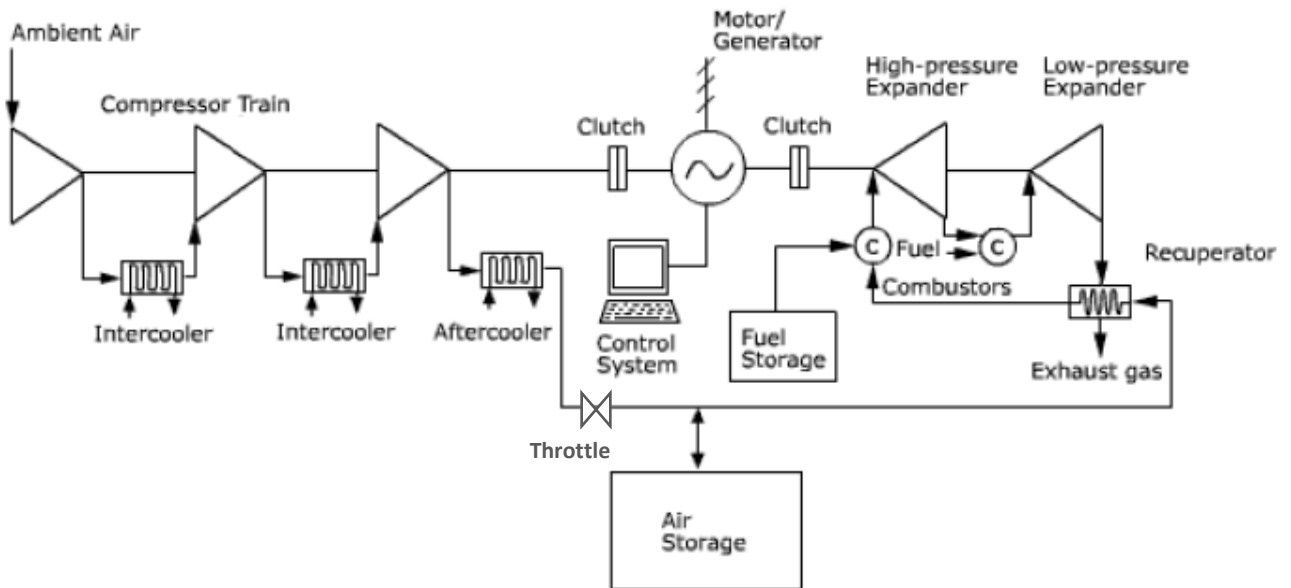 Ambient Air
Compressor Train
Motor/
Generator
High-pressure
Expander
Low-pressure
Expander
Clutch
Clutch
C
Fuel
C
Recuperator
Combustors
Intercooler
Intercooler
Aftercooler
Control
System
Fuel
Storage
Exhaust gas
Throttle
Air
Storage